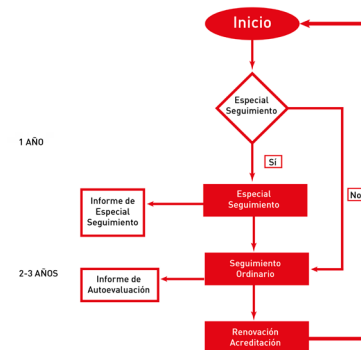 Inicio
Especial
Seguimiento
1 AÑO
Sí
Especial
Seguimiento
No
Informe de
Especial
Seguimiento
Seguimiento
Ordinario
2-3 AÑOS
Informe de
Autoevaluación
Renovación
Acreditación